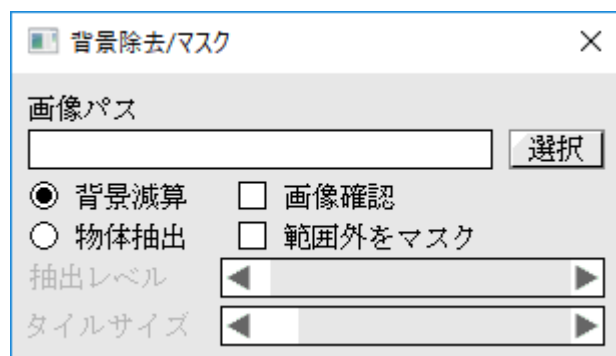 背景除去/マスク
画像パス
選択
背景減算 画像確認
物体抽出 範囲外をマスク
抽出レベル
タイルサイズ